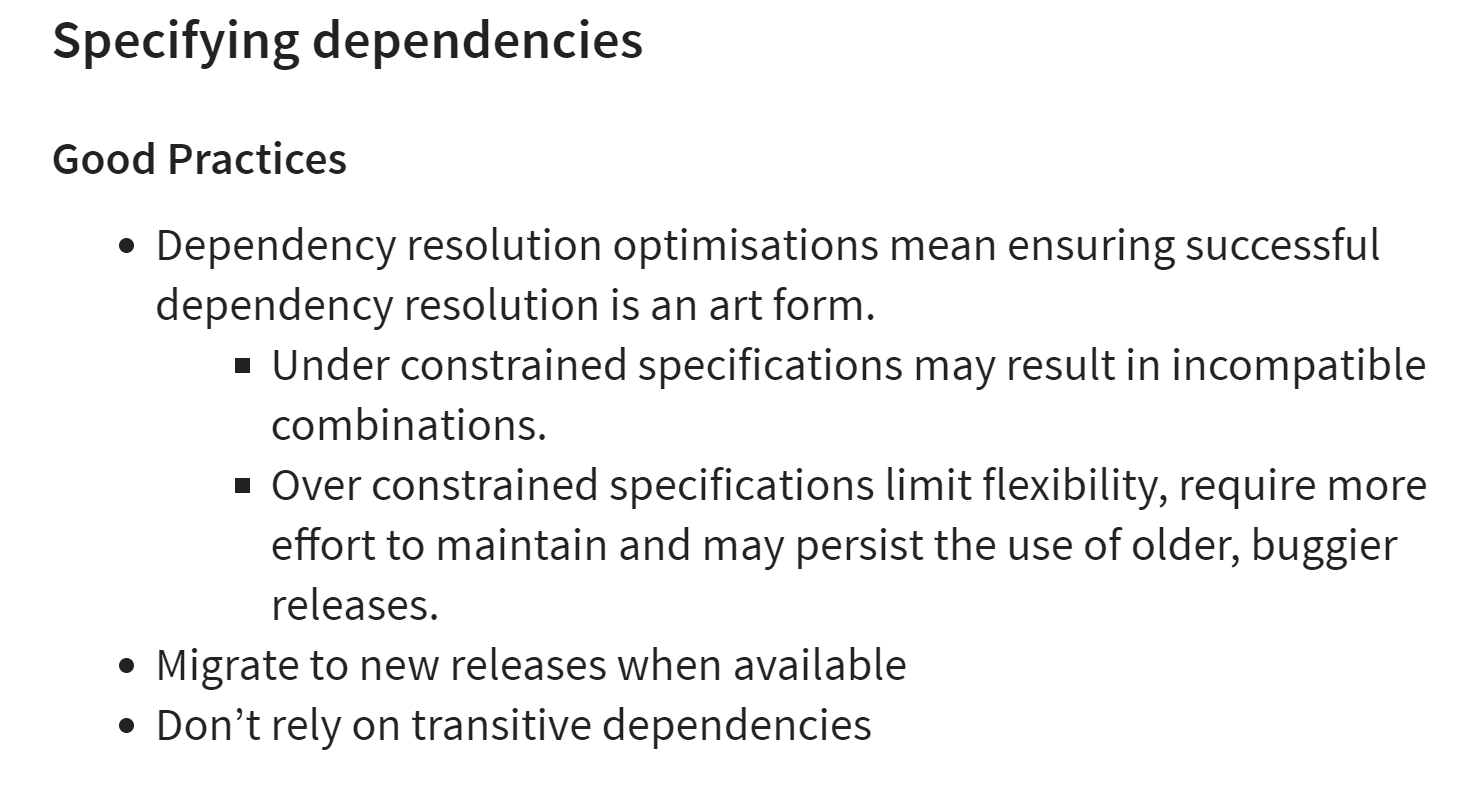 Specifying dependencies
Good Practices
Dependency resolution optimisations mean ensuring successful
dependency resolution is an art form.
Under constrained specifications may result in incompatible
combinations.
Over constrained specifications limit flexibility, require more
effort to maintain and may persist the use of older, buggier
releases.
Migrate to new releases when available
Don’t rely on transitive dependencies